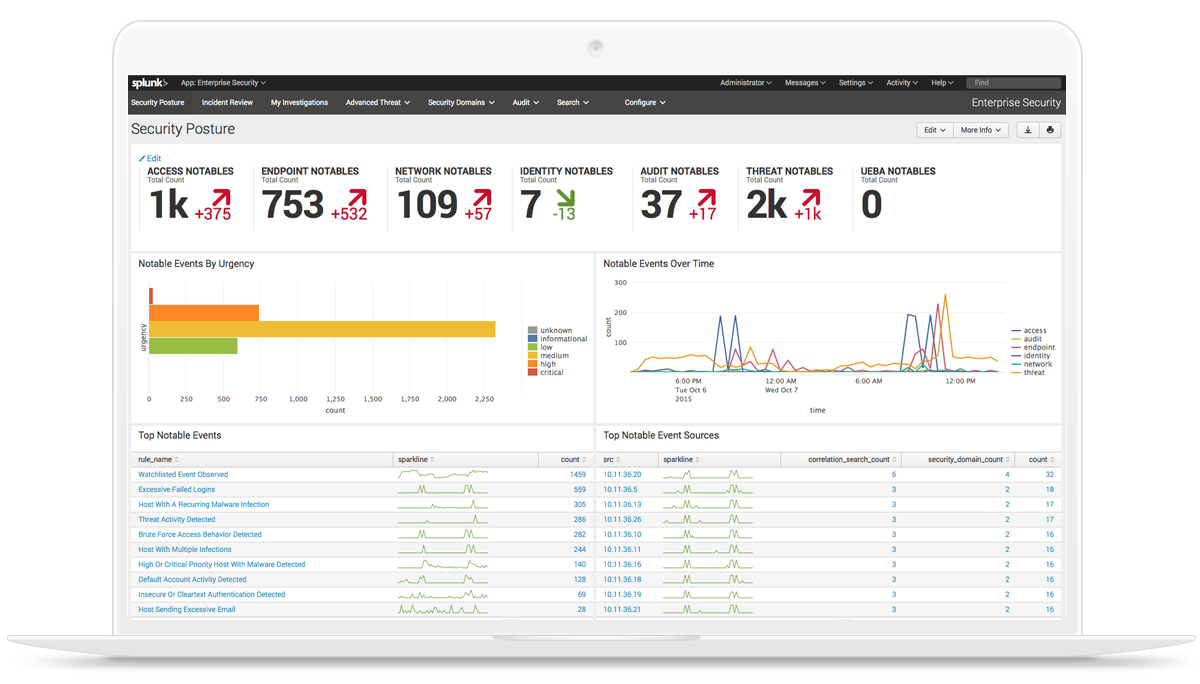 splunk> App: Enterprise Security Administrator Messages Settings Activity Help Find
Security Posture Incident Review My Investigations Advanced Threat Security Domains Audit Search Configure Enterprise Security
Security Posture Edit More Info
Edit
ACCESS NOTABLES ENDPOINT NOTABLES NETWORK NOTABLES IDENTITY NOTABLES AUDIT NOTABLES THREAT NOTABLES UEBA NOTABLES
Total Count Total Count Total Count Total Count Total Count Total Count Total Count
1k +375 753 +532 109 +57 7 -13 37 +17 2k +1k 0
Notable Events By Urgency
urgency
unknown
informational
low
medium
high
critical
0 250 500 750 1,000 1,250 1,500 1,750 2,000 2,250
count
Notable Events Over Time
300
200
100
count
access
audit
endpoint
identity
network
threat
6:00 PM 12:00 AM 6:00 AM 12:00 PM
Tue Oct 6 Wed Oct 7
2015
time
Top Notable Events
rule_name sparkline count
Watchlisted Event Observed 1459
Excessive Failed Logins 559
Host With A Recurring Malware Infection 305
Threat Activity Detected 286
Brute Force Access Behavior Detected 282
Host With Multiple Infections 244
High Or Critical Priority Host With Malware Detected 140
Default Account Activity Detected 128
Insecure Or Cleartext Authentication Detected 69
Host Sending Excessive Email 28
Top Notable Event Sources
src sparkline correlation_search_count security_domain_count count
10.11.36.20 6 4 32
10.11.36.5 3 2 18
10.11.36.13 3 2 17
10.11.36.26 3 2 17
10.11.36.10 3 2 16
10.11.36.11 3 2 16
10.11.36.16 3 2 16
10.11.36.18 3 2 16
10.11.36.19 3 2 16
10.11.36.21 3 2 16